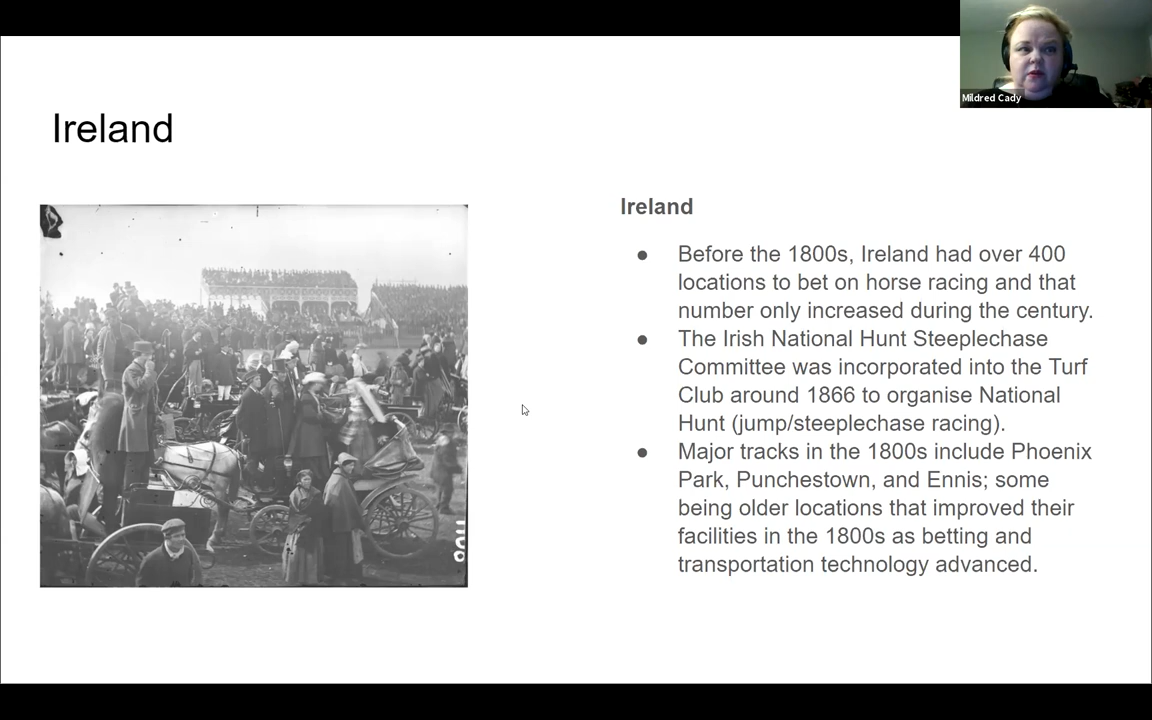 Mildred Cady
Ireland
Ireland
● Before the 1800s, Ireland had over 400
locations to bet on horse racing and that
number only increased during the century.
● The Irish National Hunt Steeplechase
Committee was incorporated into the Turf
Club around 1866 to organise National
Hunt (jump/steeplechase racing).
● Major tracks in the 1800s include Phoenix
Park, Punchestown, and Ennis; some
being older locations that improved their
facilities in the 1800s as betting and
transportation technology advanced.